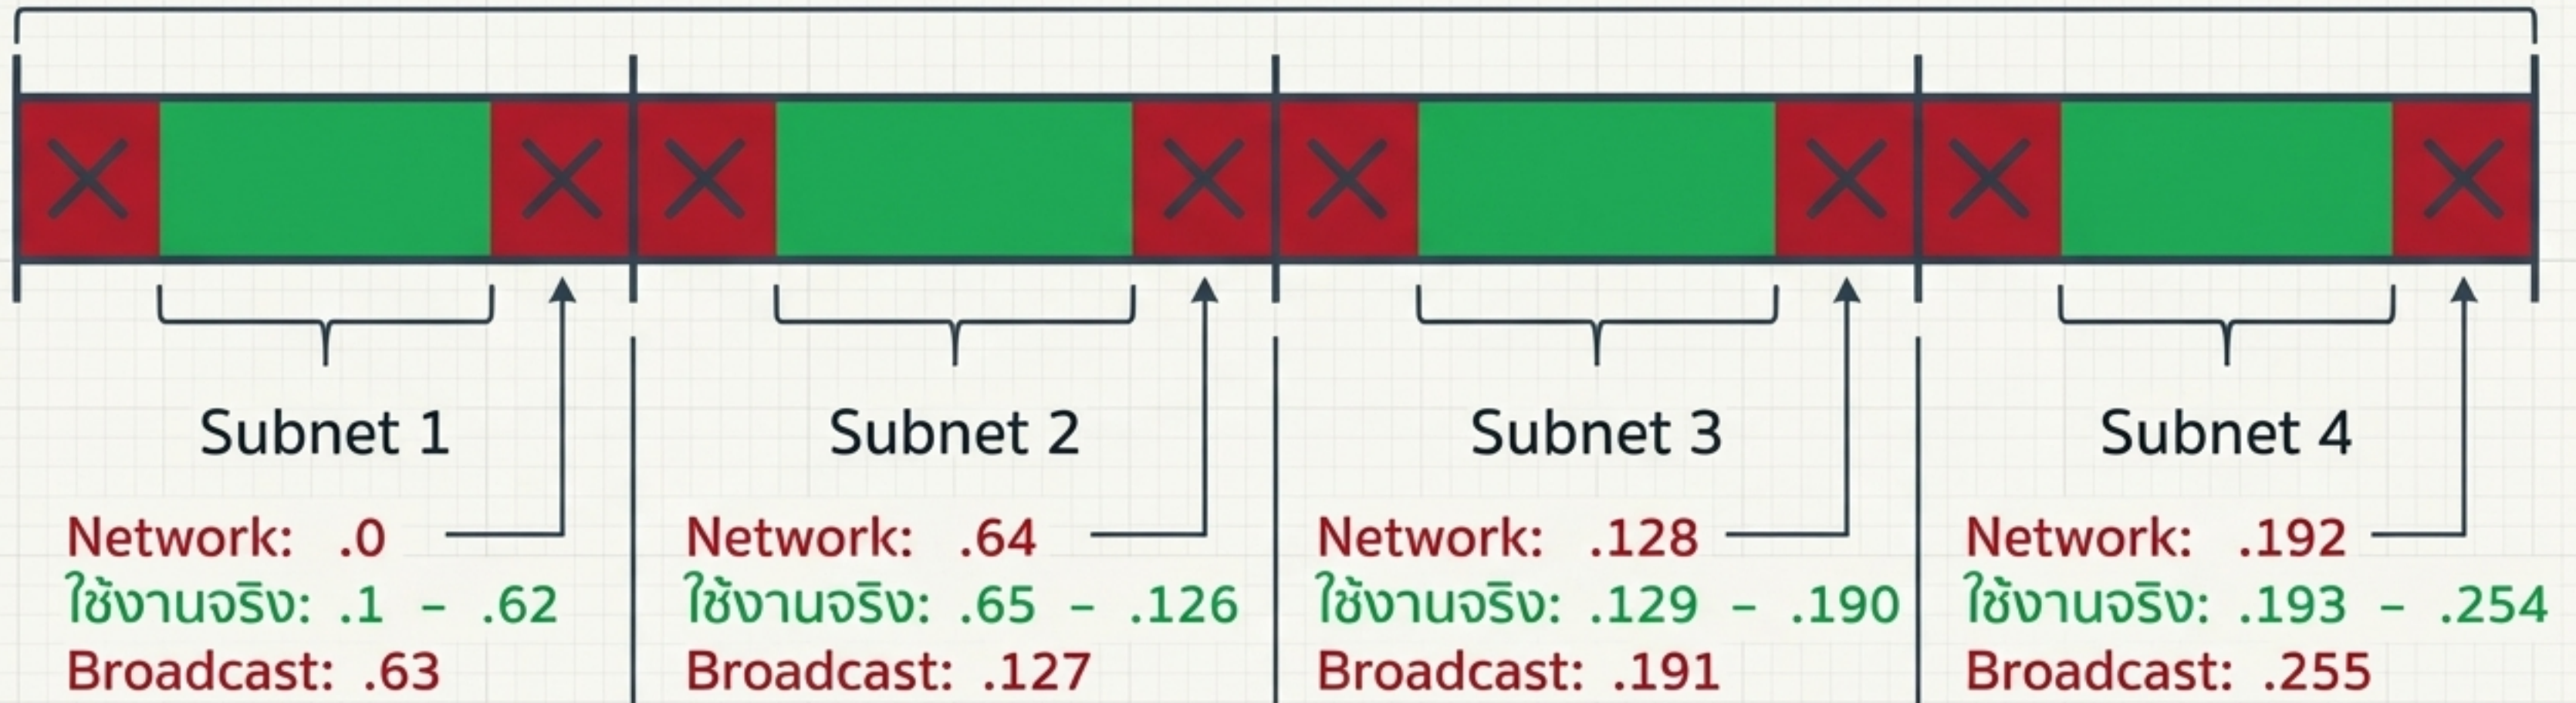 Subnet 1
Network: .0
ใช้งานจริง: .1 – .62
Broadcast: .63
Subnet 2
Network: .64
ใช้งานจริง: .65 – .126
Broadcast: .127
Subnet 3
Network: .128
ใช้งานจริง: .129 – .190
Broadcast: .191
Subnet 4
Network: .192
ใช้งานจริง: .193 – .254
Broadcast: .255